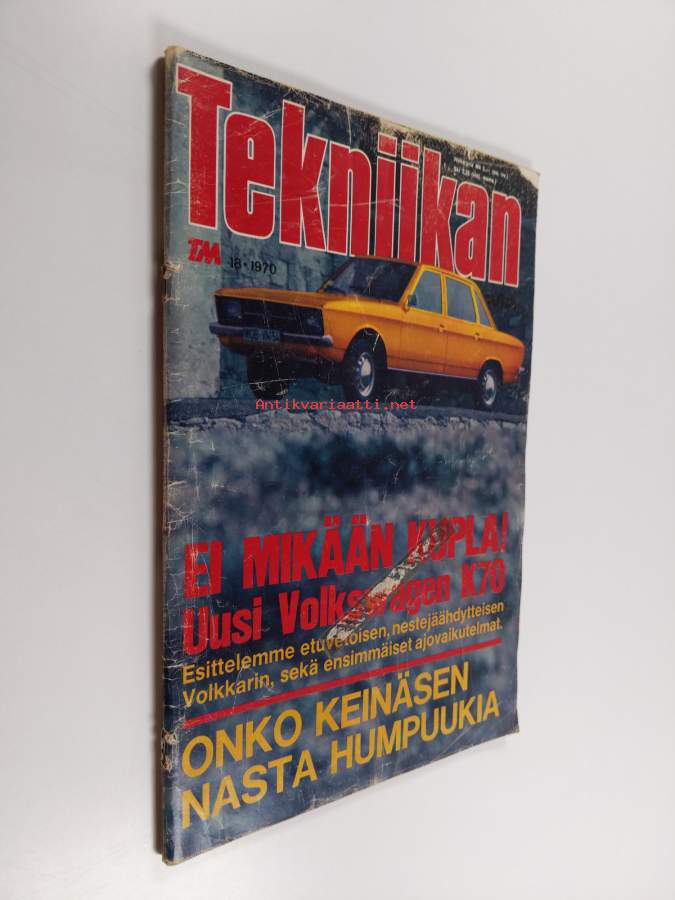 Tekniikan
TM 18·1970
Antikvariaatti.net
EI MIKÄÄN KUPLA!
Uusi Volkswagen K70
Esittelemme etuvetoisen, nestejäähdytteisen
Volkkarin, sekä ensimmäiset ajovaikutelmat.
ONKO KEINÄSEN
NASTA HUMPUUKIA